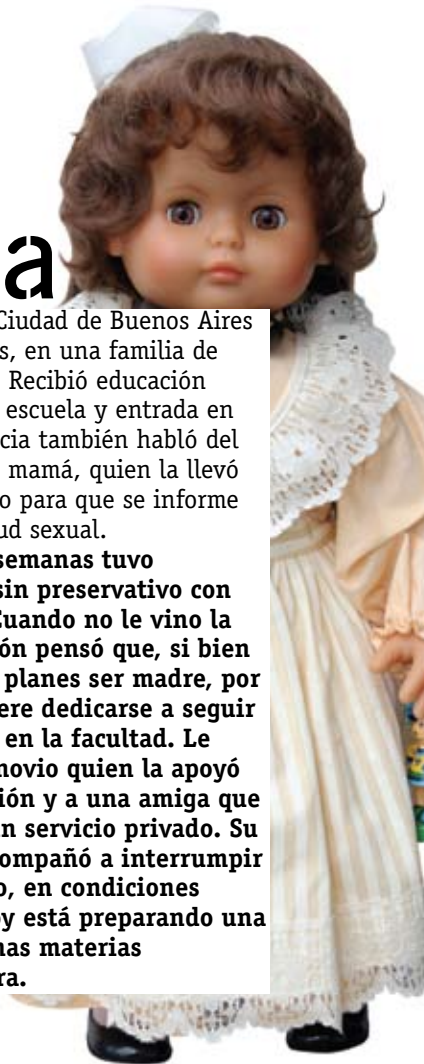 a
Ciudad de Buenos Aires
s, en una familia de
Recibió educación
escuela y entrada en
cia también habló del
mamá, quien la llevó
o para que se informe
ud sexual.
semanas tuvo
sin preservativo con
Cuando no le vino la
ón pensó que, si bien
planes ser madre, por
ere dedicarse a seguir
en la facultad. Le
novio quien la apoyó
ión y a una amiga que
n servicio privado. Su
ompañó a interrumpir
o, en condiciones
y está preparando una
nas materias
ra.